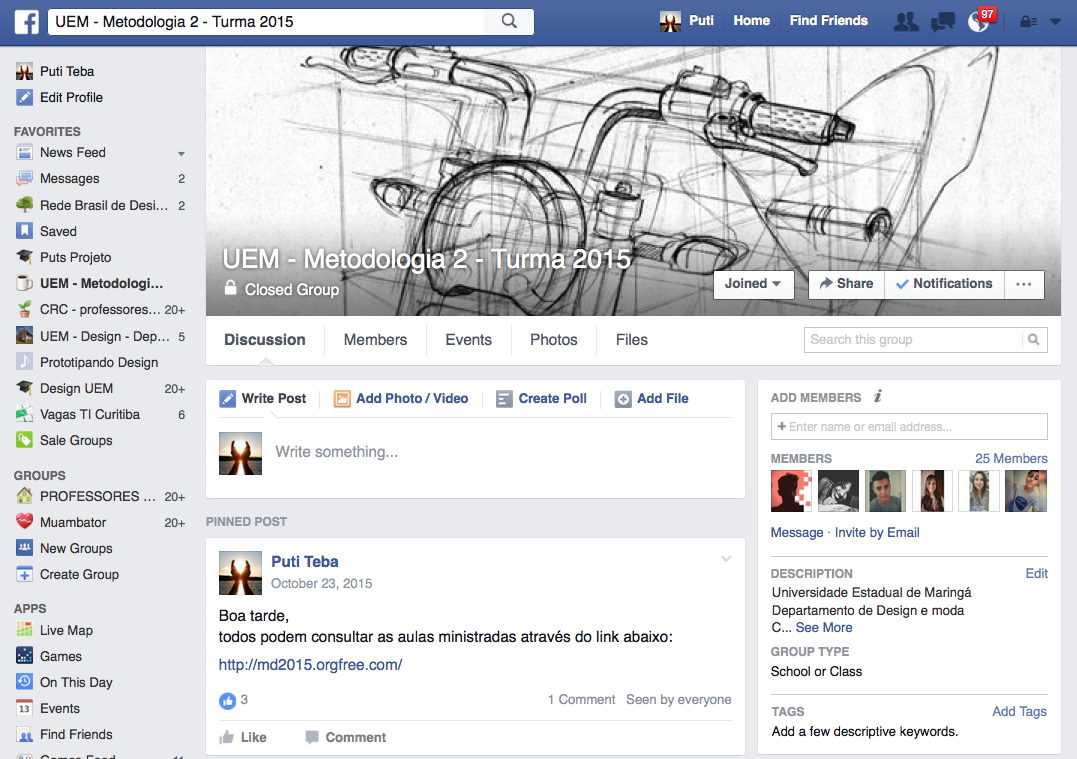 UEM - Metodologia 2 - Turma 2015
Puti
Home
Find Friends
97
Puti Teba
Edit Profile
FAVORITES
News Feed
Messages 2
Rede Brasil de Desi... 2
Saved
Puts Projeto
UEM - Metodologi...
CRC - professores... 20+
UEM - Design - Dep... 5
Prototipando Design
Design UEM 20+
Vagas TI Curitiba 6
Sale Groups
GROUPS
PROFESSORES ... 20+
Muambator 20+
New Groups
Create Group
APPS
Live Map
Games
On This Day
13 Events
Find Friends
Games Feed 11
UEM - Metodologia 2 - Turma 2015
Closed Group
Joined
Share
Notifications
...
Discussion
Members
Events
Photos
Files
Search this group
Write Post
Add Photo / Video
Create Poll
Add File
Write something...
PINNED POST
Puti Teba
October 23, 2015
Boa tarde,
todos podem consultar as aulas ministradas através do link abaixo:
http://md2015.orgfree.com/
3
1 Comment Seen by everyone
Like
Comment
ADD MEMBERS i
+ Enter name or email address...
MEMBERS 25 Members
Message · Invite by Email
DESCRIPTION Edit
Universidade Estadual de Maringá
Departamento de Design e moda
C... See More
GROUP TYPE
School or Class
TAGS Add Tags
Add a few descriptive keywords.